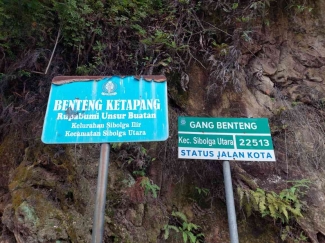 BENTENG KETAPANG
Rupabumi Unsur Buatan
Kelurahan Sibolga Ilir
Kecamatan Sibolga Utara
GANG BENTENG
Kec. Sibolga Utara 22513
STATUS JALAN KOTA